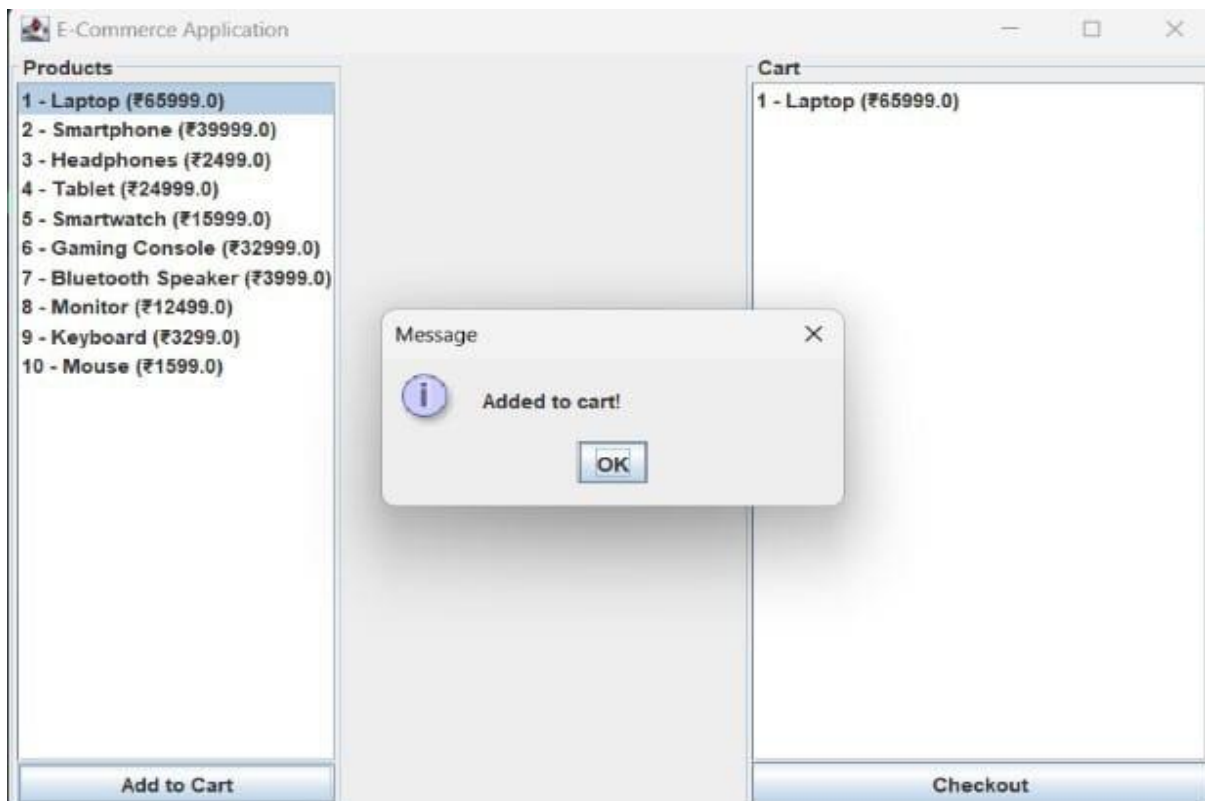 E-Commerce Application
Products
1 - Laptop (₹65999.0)
2 - Smartphone (₹39999.0)
3 - Headphones (₹2499.0)
4 - Tablet (₹24999.0)
5 - Smartwatch (₹15999.0)
6 - Gaming Console (₹32999.0)
7 - Bluetooth Speaker (₹3999.0)
8 - Monitor (₹12499.0)
9 - Keyboard (₹3299.0)
10 - Mouse (₹1599.0)
Add to Cart
Message
i
Added to cart!
OK
Cart
1 - Laptop (₹65999.0)
Checkout